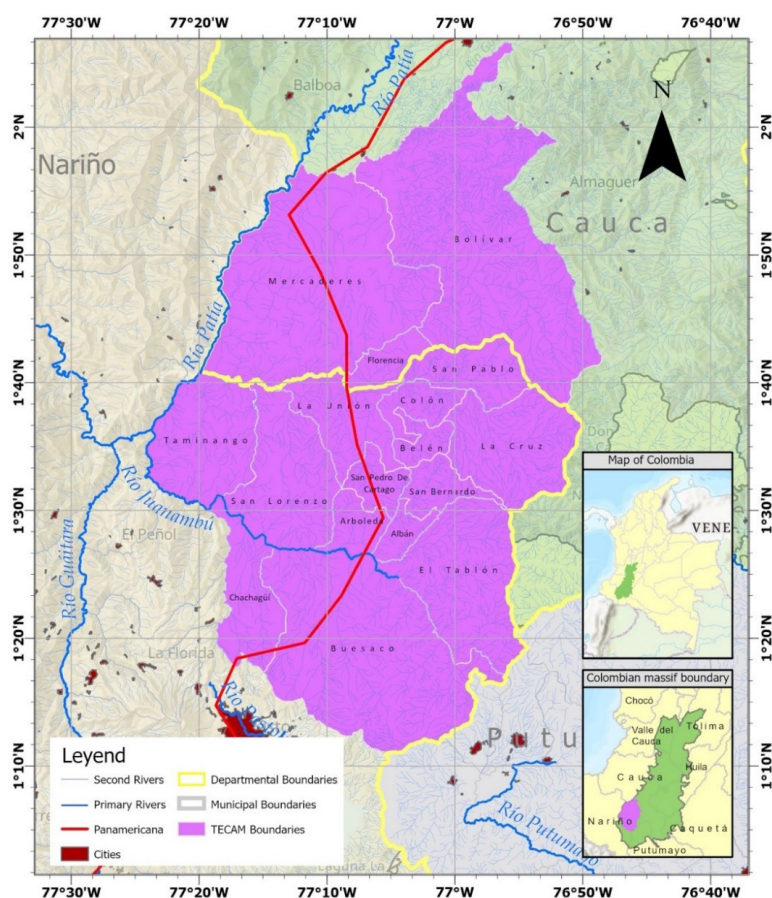 77°30'W
77°20'W
77°10'W
77°0'W
76°50'W
76°40'W
2°N
1°50'N
1°40'N
1°30'N
1°20'N
1°10'N
Balboa
Río Patía
N
Nariño
Almaguer
Cauca
Bolívar
Mercaderes
Río Patía
Florencia
San Pablo
La Unión
Colón
Taminango
Belén
La Cruz
San Pedro De
Cartago
San Bernardo
San Lorenzo
Río Juanambú
Arboleda
Albán
El Peñol
Río Guáitara
El Tablón
Chachagüí
La Florida
Buesaco
Map of Colombia
VENE
Colombian massif boundary
Chocó
Tolima
Valle del
Cauca
Huila
Cauca
Nariño
Caquetá
Putumayo
Putu
Río Putumayo
Leyend
Second Rivers
Departmental Boundaries
Primary Rivers
Municipal Boundaries
Panamericana
TECAM Boundaries
Cities
2°N
1°50'N
1°40'N
1°30'N
1°20'N
1°10'N
77°30'W
77°20'W
77°10'W
77°0'W
76°50'W
76°40'W